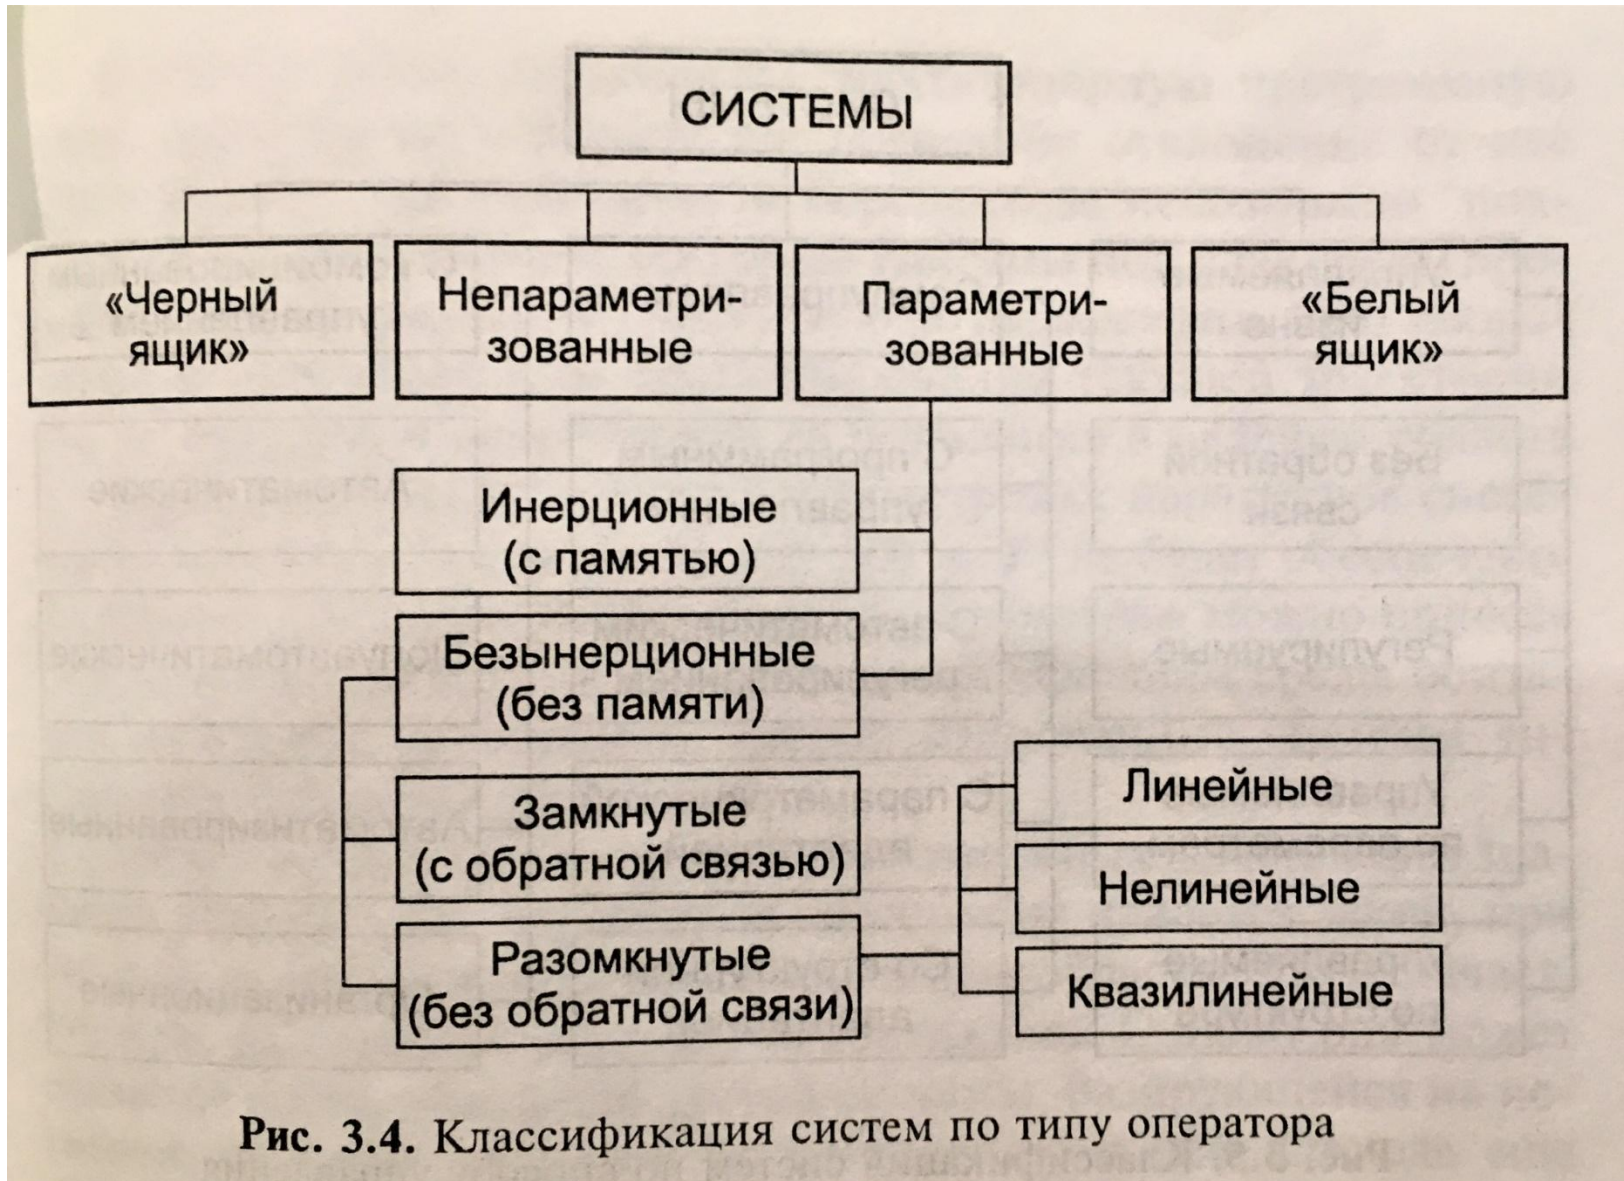 СИСТЕМЫ
«Черный
ящик»
Непараметри-
зованные
Параметри-
зованные
«Белый
ящик»
Инерционные
(с памятью)
Безынерционные
(без памяти)
Замкнутые
(с обратной связью)
Разомкнутые
(без обратной связи)
Линейные
Нелинейные
Квазилинейные
Рис. 3.4. Классификация систем по типу оператора